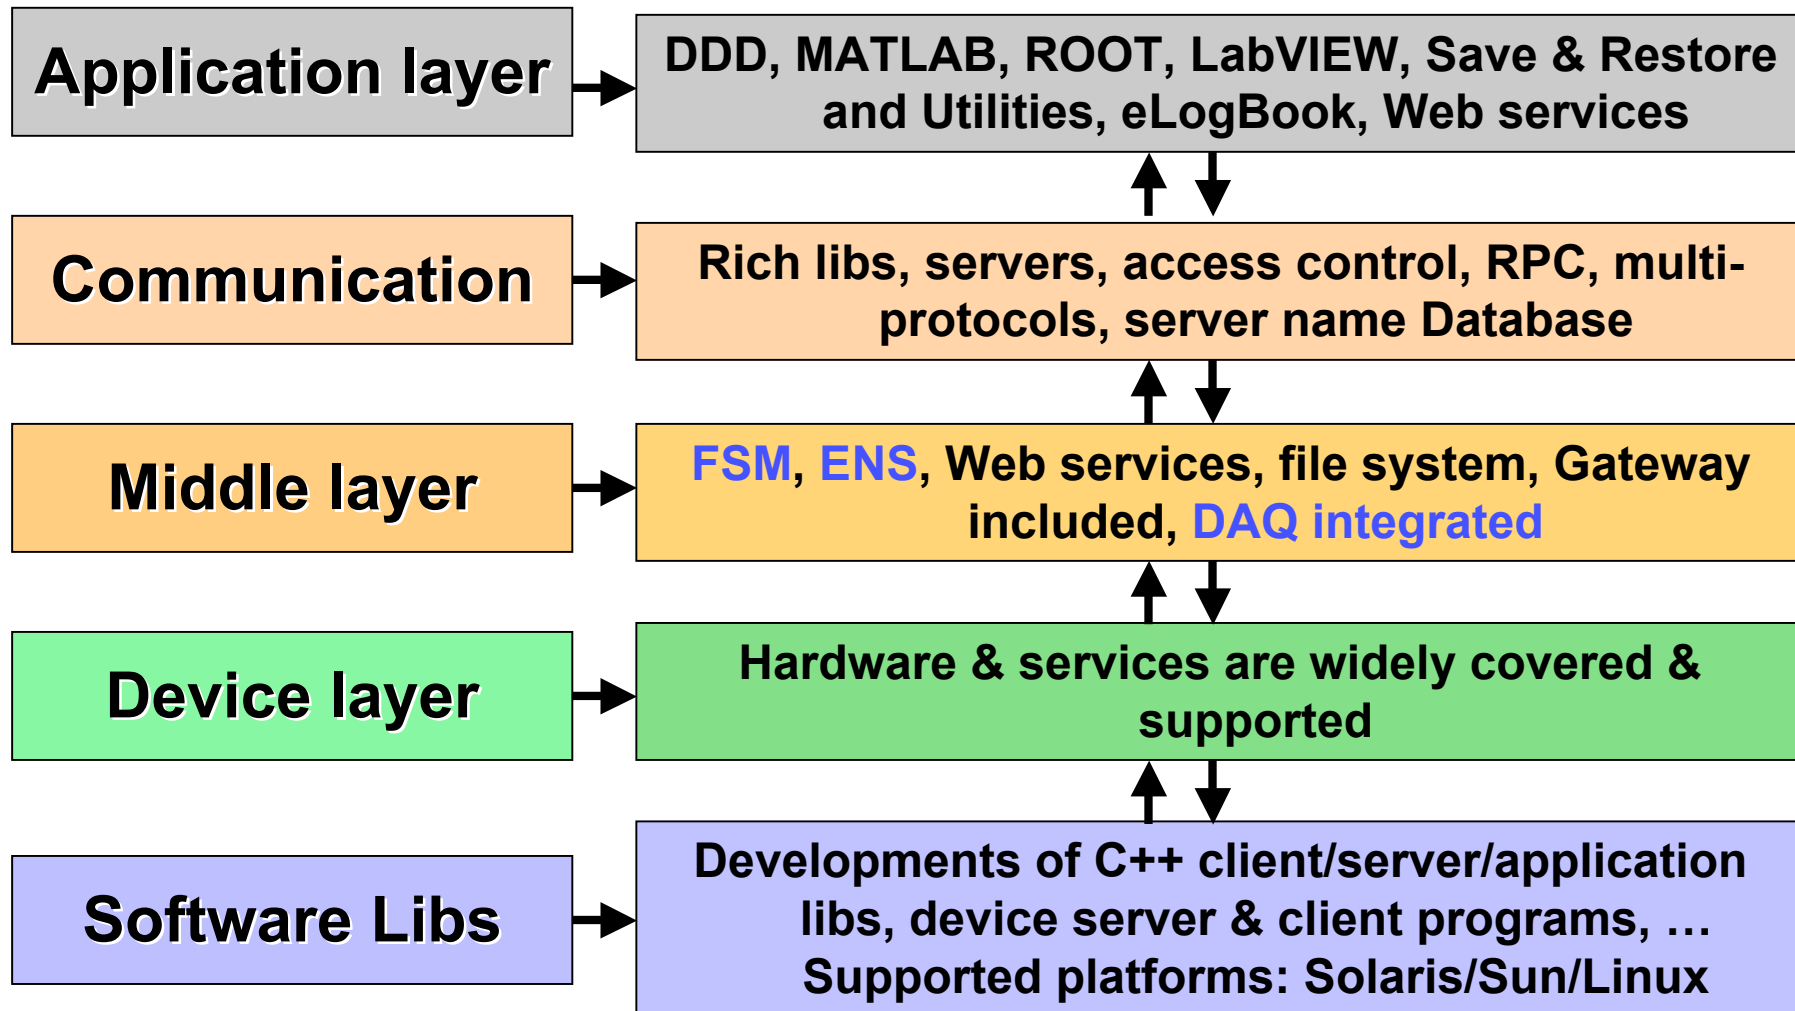 Application layer
DDD, MATLAB, ROOT, LabVIEW, Save & Restore
and Utilities, eLogBook, Web services
Communication
Rich libs, servers, access control, RPC, multi-
protocols, server name Database
Middle layer
FSM, ENS, Web services, file system, Gateway
included, DAQ integrated
Device layer
Hardware & services are widely covered &
supported
Software Libs
Developments of C++ client/server/application
libs, device server & client programs, …
Supported platforms: Solaris/Sun/Linux